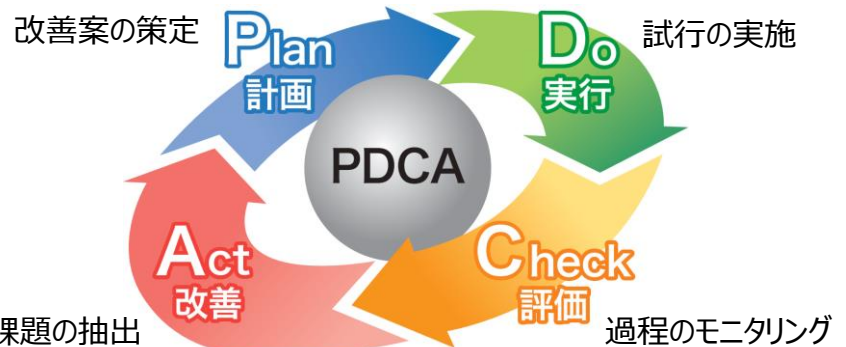 改善案の策定
Plan
計画
Do
実行
試行の実施
PDCA
Act
改善
Check
評価
課題の抽出
過程のモニタリング